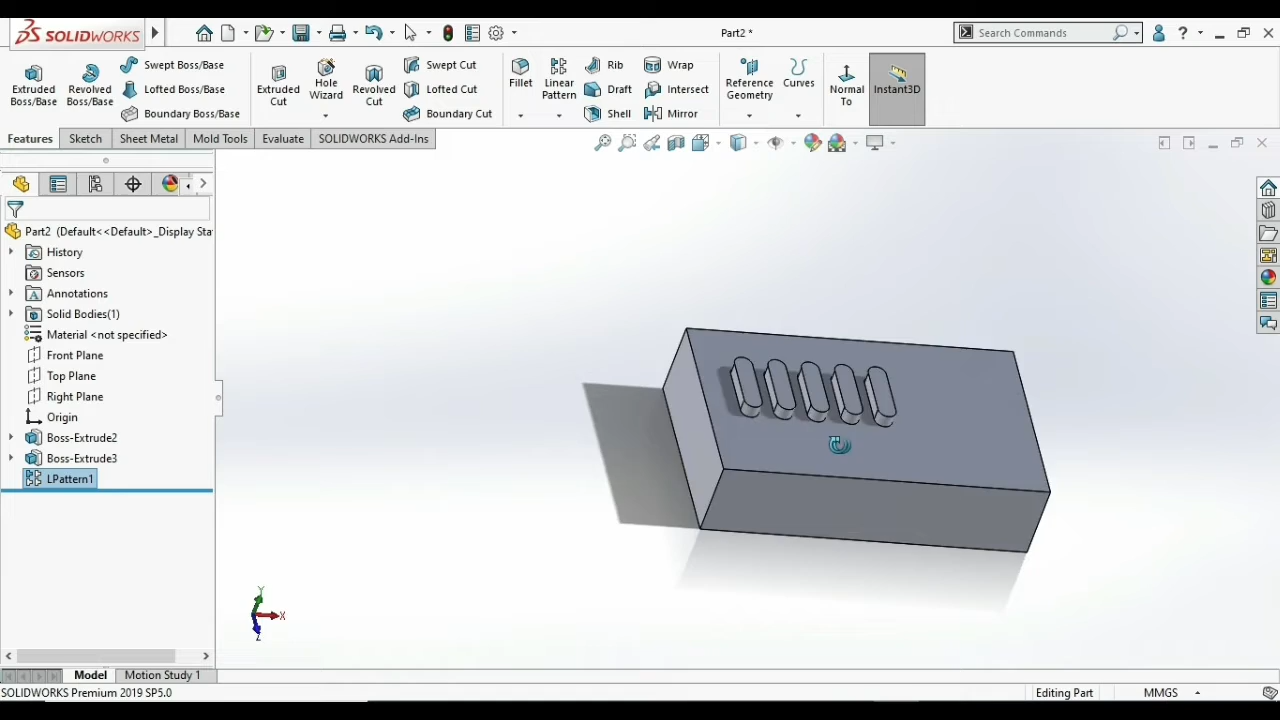 SOLIDWORKS
Part2 *
Search Commands
?
Extruded Boss/Base
Revolved Boss/Base
Swept Boss/Base
Lofted Boss/Base
Boundary Boss/Base
Extruded Cut
Hole Wizard
Revolved Cut
Swept Cut
Lofted Cut
Boundary Cut
Fillet
Linear Pattern
Rib
Draft
Shell
Wrap
Intersect
Mirror
Reference Geometry
Curves
Normal To
Instant3D
Features
Sketch
Sheet Metal
Mold Tools
Evaluate
SOLIDWORKS Add-Ins
Part2 (Default<<Default>_Display Sta
History
Sensors
Annotations
Solid Bodies(1)
Material <not specified>
Front Plane
Top Plane
Right Plane
Origin
Boss-Extrude2
Boss-Extrude3
LPattern1
Y
X
Z
Model
Motion Study 1
SOLIDWORKS Premium 2019 SP5.0
Editing Part
MMGS